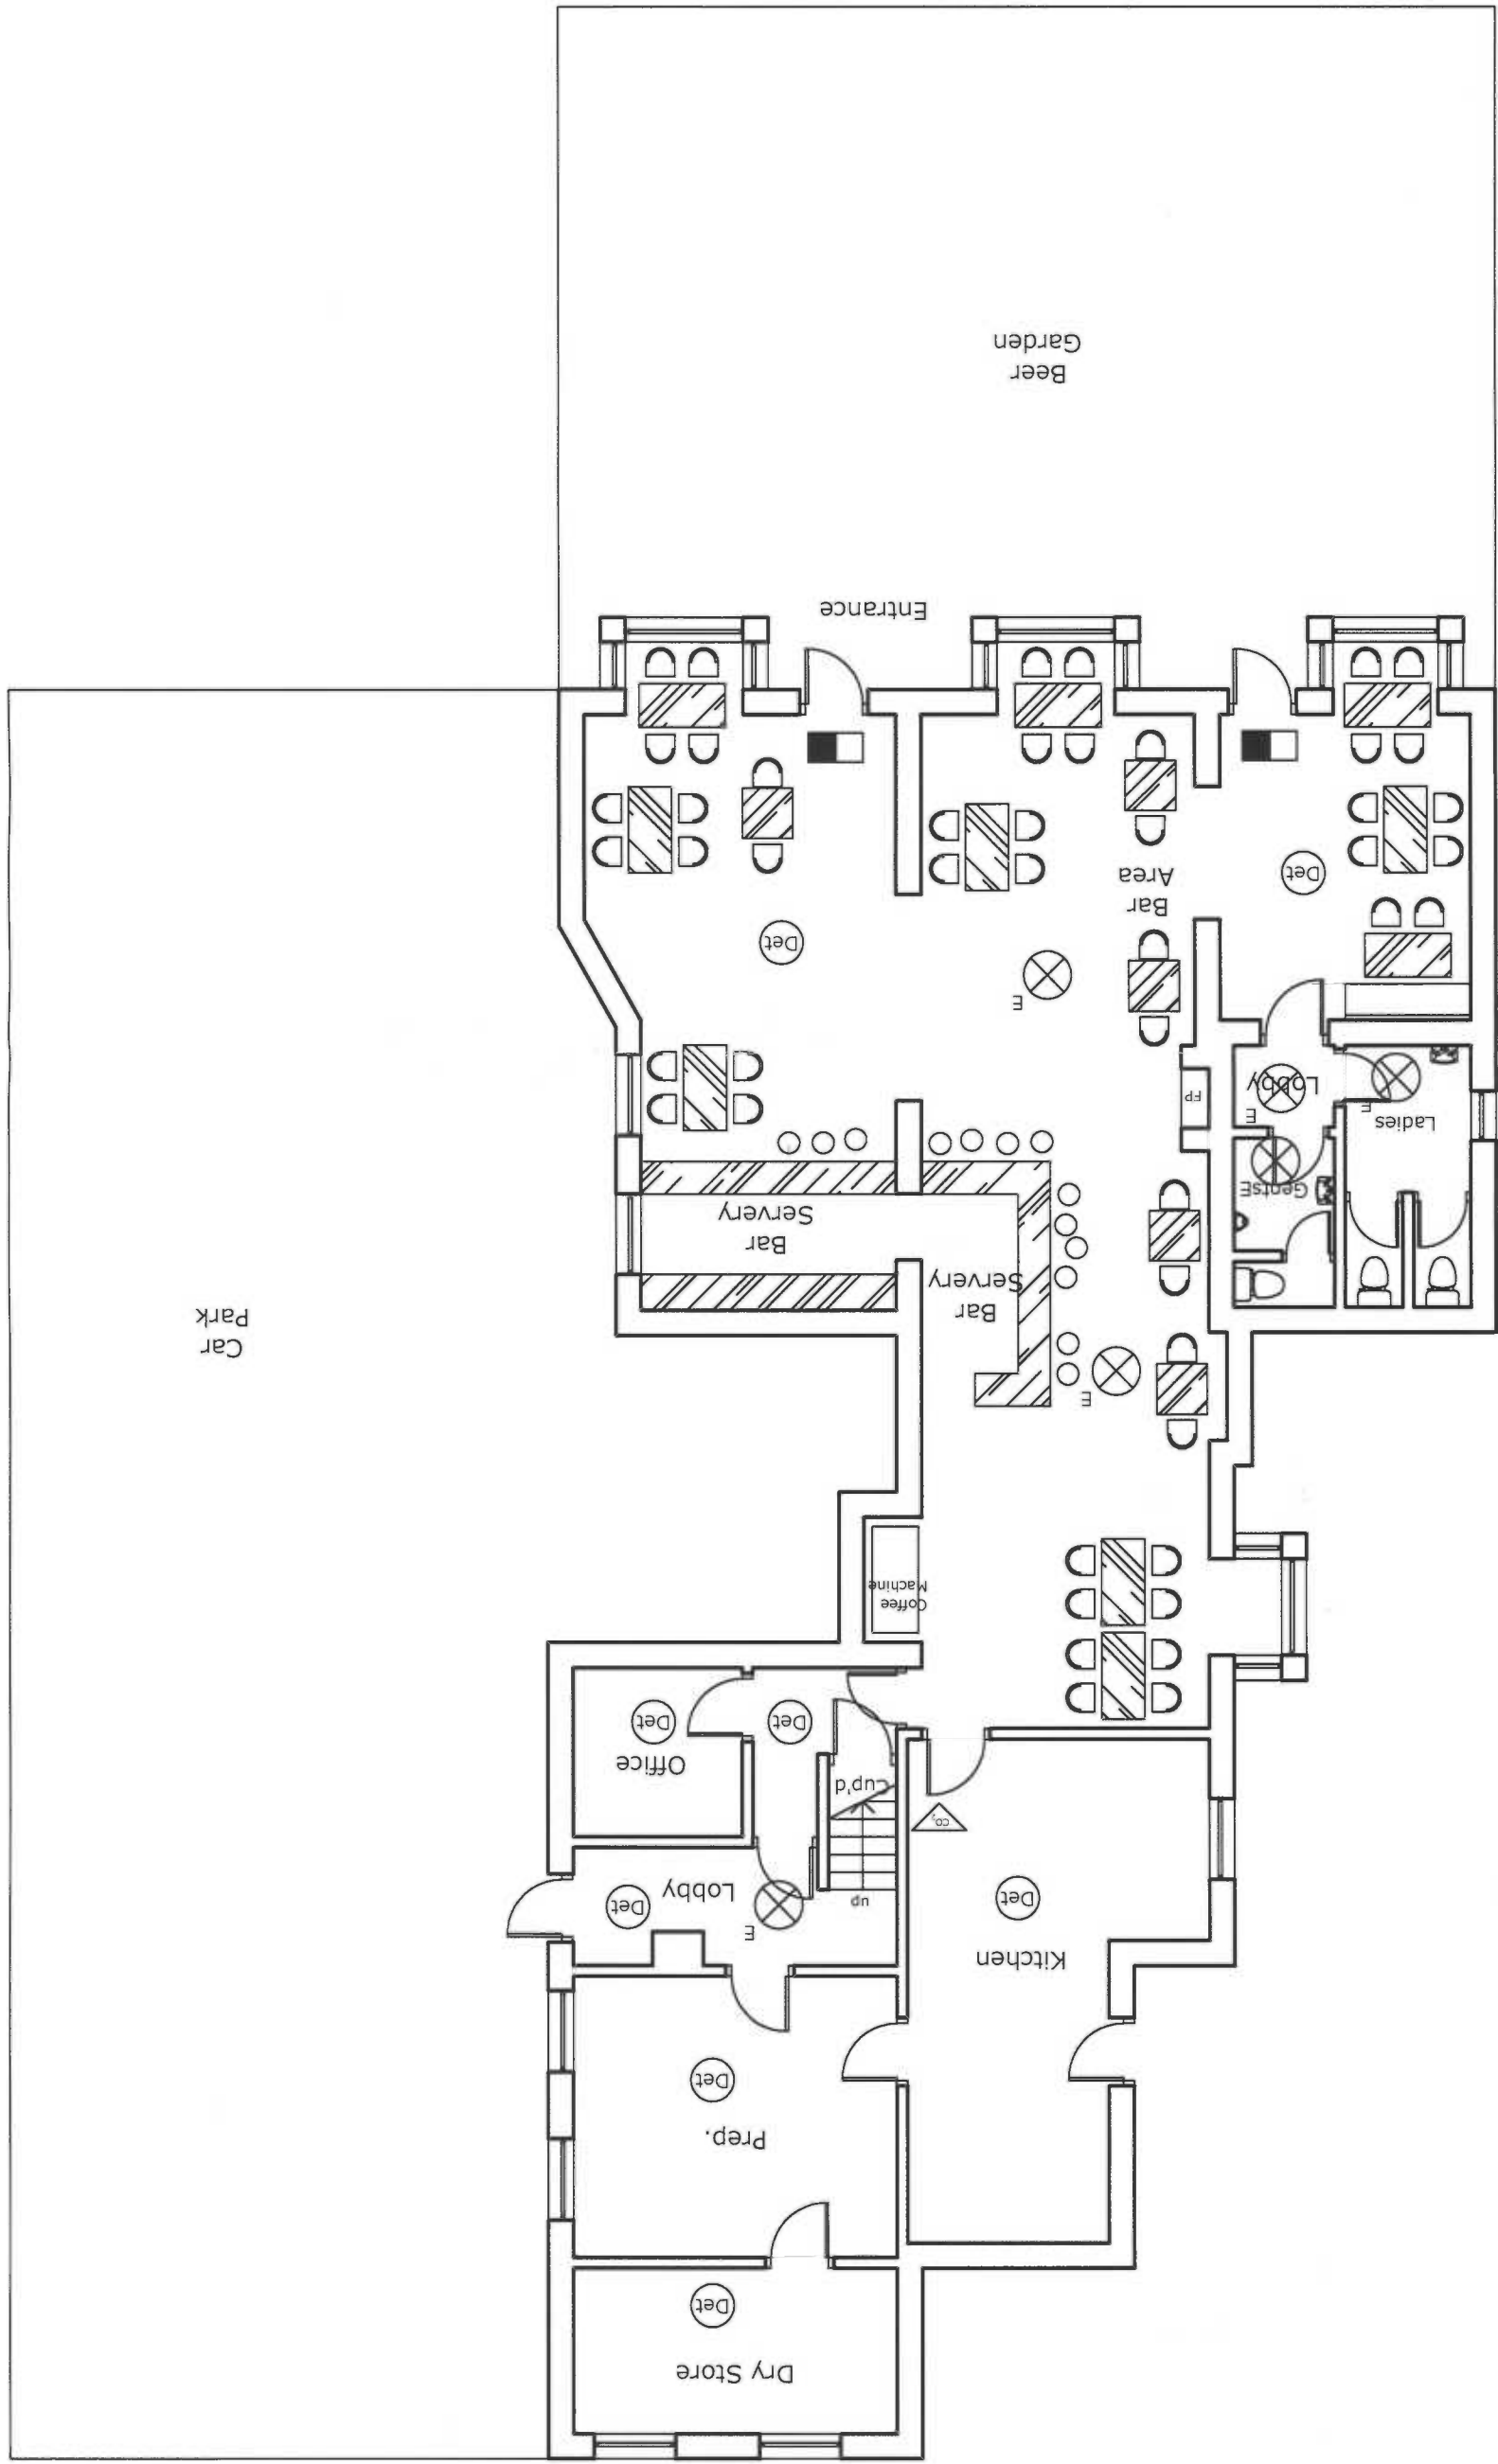 Dry Store
Det
Prep.
Det
Kitchen
Det
CO₂
Lobby
Det
E
up
Cup'd
Office
Det
Det
Coffee
Machine
E
Bar
Servery
Bar
Servery
Car
Park
Ladies
E
Gents
E
Lobby
E
FP
E
Bar
Area
Det
Det
Entrance
Beer
Garden